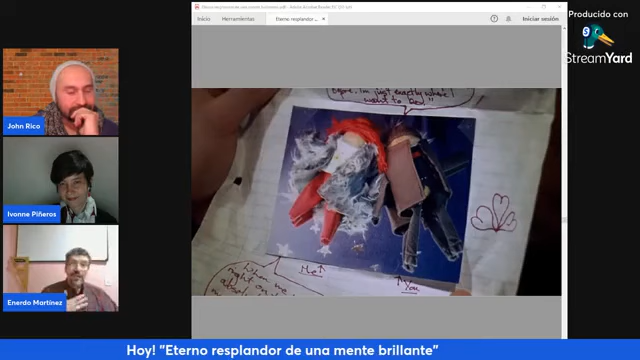 Producido con
StreamYard
Inicio
Herramientas
Eterno resplandor ...
Iniciar sesión
I'm just exactly where I
want to be."
Me
You
John Rico
Ivonne Piñeros
Enerdo Martínez
Hoy! "Eterno resplandor de una mente brillante"